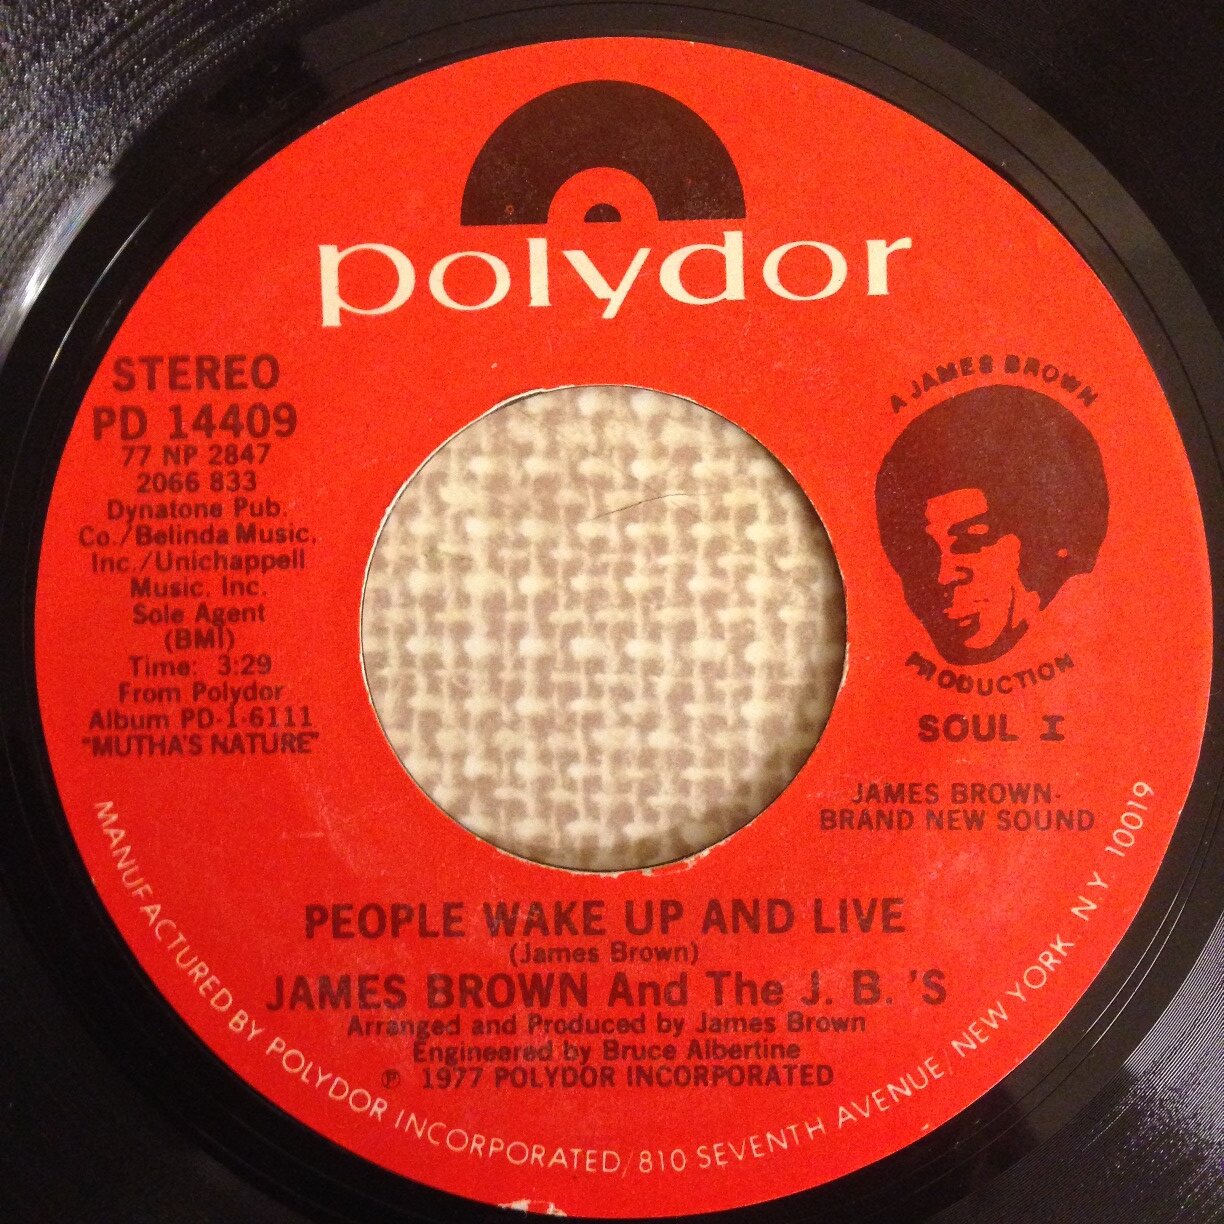 polydor
STEREO
PD 14409
77 NP 2847
2066 833
Dynatone Pub.
Co./Belinda Music,
Inc./Unichappell
Music, Inc.
Sole Agent
(BMI)
Time: 3:29
From Polydor
Album PD-1-6111
"MUTHA'S NATURE"
A JAMES BROWN
PRODUCTION
SOUL I
JAMES BROWN-
BRAND NEW SOUND
PEOPLE WAKE UP AND LIVE
(James Brown)
JAMES BROWN And The J. B. 'S
Arranged and Produced by James Brown
Engineered by Bruce Albertine
℗ 1977 POLYDOR INCORPORATED
MANUFACTURED BY POLYDOR INCORPORATED/810 SEVENTH AVENUE/NEW YORK N.Y. 10019